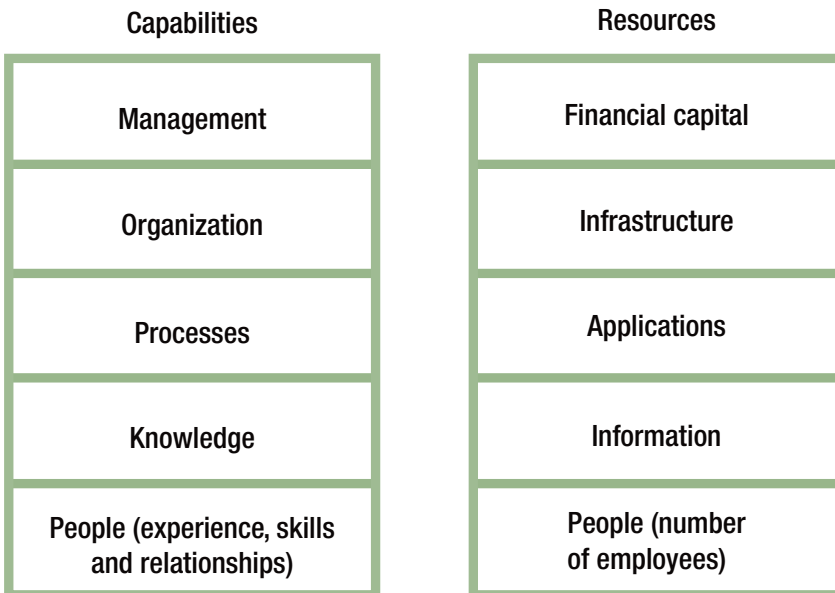 Capabilities
Management
Organization
Processes
Knowledge
People (experience, skills
and relationships)
Resources
Financial capital
Infrastructure
Applications
Information
People (number
of employees)